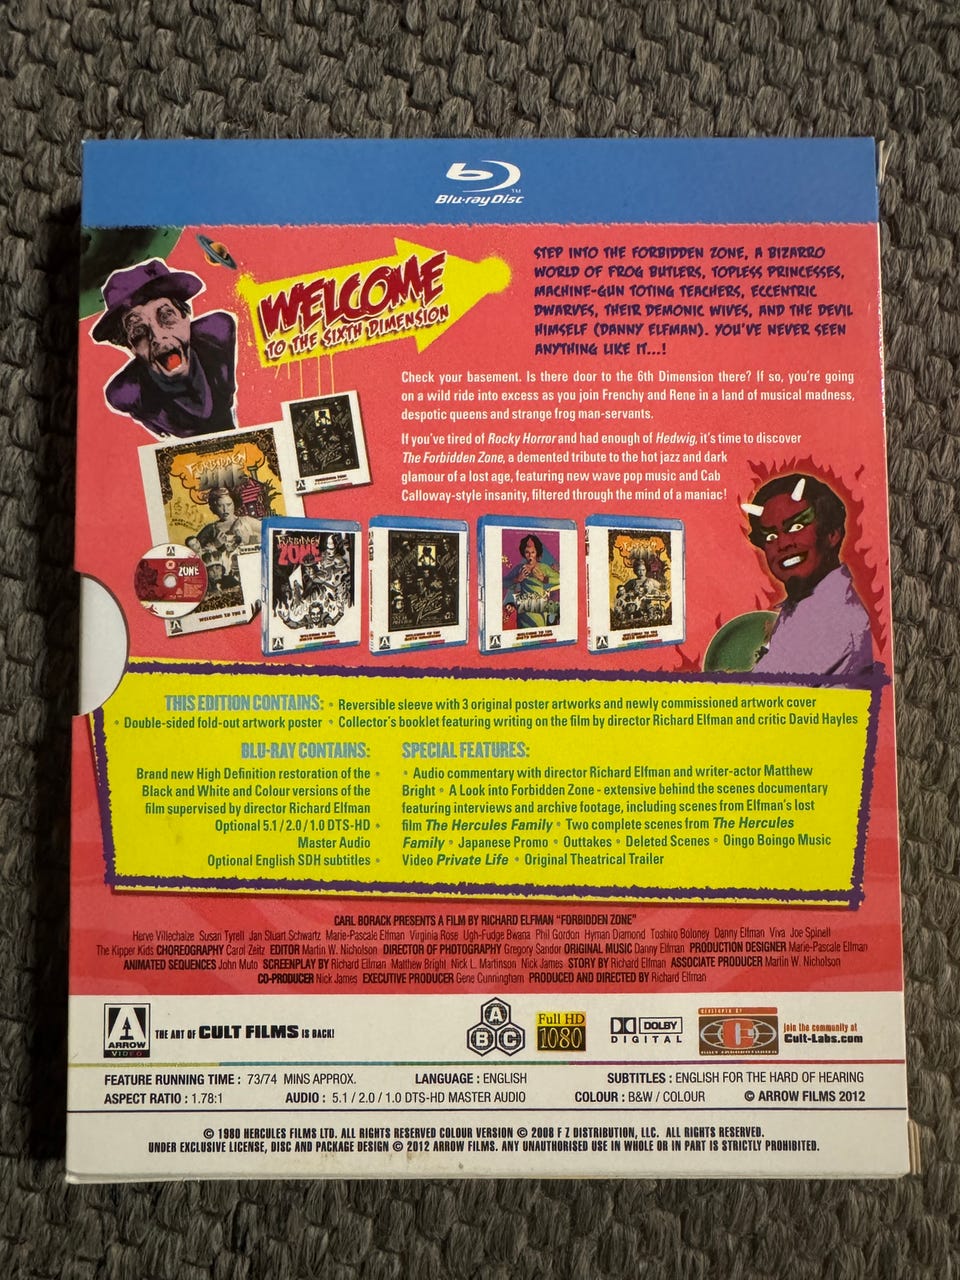 Blu-ray Disc™
WELCOME
TO THE SIXTH DIMENSION
STEP INTO THE FORBIDDEN ZONE, A BIZARRO
WORLD OF FROG BUTLERS, TOPLESS PRINCESSES,
MACHINE-GUN TOTING TEACHERS, ECCENTRIC
DWARVES, THEIR DEMONIC WIVES, AND THE DEVIL
HIMSELF (DANNY ELFMAN). YOU'VE NEVER SEEN
ANYTHING LIKE IT...!
Check your basement. Is there door to the 6th Dimension there? If so, you're going
on a wild ride into excess as you join Frenchy and Rene in a land of musical madness,
despotic queens and strange frog man-servants.
If you've tired of Rocky Horror and had enough of Hedwig, it's time to discover
The Forbidden Zone, a demented tribute to the hot jazz and dark
glamour of a lost age, featuring new wave pop music and Cab
Calloway-style insanity, filtered through the mind of a maniac!
FORBIDDEN
ZONE
ZONE
FORBIDDEN
ZONE
THIS EDITION CONTAINS: • Reversible sleeve with 3 original poster artworks and newly commissioned artwork cover
• Double-sided fold-out artwork poster • Collector's booklet featuring writing on the film by director Richard Elfman and critic David Hayles
BLU-RAY CONTAINS:
Brand new High Definition restoration of the •
Black and White and Colour versions of the
film supervised by director Richard Elfman
Optional 5.1 / 2.0 / 1.0 DTS-HD •
Master Audio
Optional English SDH subtitles •
SPECIAL FEATURES:
• Audio commentary with director Richard Elfman and writer-actor Matthew
Bright • A Look into Forbidden Zone - extensive behind the scenes documentary
featuring interviews and archive footage, including scenes from Elfman's lost
film The Hercules Family • Two complete scenes from The Hercules
Family • Japanese Promo • Outtakes • Deleted Scenes • Oingo Boingo Music
Video Private Life • Original Theatrical Trailer
CARL BORACK PRESENTS A FILM BY RICHARD ELFMAN "FORBIDDEN ZONE"
Herve Villechaize Susan Tyrell Jan Stuart Schwartz Marie-Pascale Elfman Virginia Rose Ugh-Fudge Bwana Phil Gordon Hyman Diamond Toshiro Boloney Danny Elfman Viva Joe Spinell
The Kipper Kids CHOREOGRAPHY Carol Zeitz EDITOR Martin W. Nicholson DIRECTOR OF PHOTOGRAPHY Gregory Sandor ORIGINAL MUSIC Danny Elfman PRODUCTION DESIGNER Marie-Pascale Elfman
ANIMATED SEQUENCES John Muto SCREENPLAY BY Richard Elfman Matthew Bright Nick L. Martinson Nick James STORY BY Richard Elfman ASSOCIATE PRODUCER Martin W. Nicholson
CO-PRODUCER Nick James EXECUTIVE PRODUCER Gene Cunningham PRODUCED AND DIRECTED BY Richard Elfman
ARROW
VIDEO
THE ART OF CULT FILMS IS BACK!
A
B C
Full HD
1080
DOLBY
DIGITAL
join the community at
Cult-Labs.com
FEATURE RUNNING TIME : 73/74 MINS APPROX. LANGUAGE : ENGLISH SUBTITLES : ENGLISH FOR THE HARD OF HEARING
ASPECT RATIO : 1.78:1 AUDIO : 5.1 / 2.0 / 1.0 DTS-HD MASTER AUDIO COLOUR : B&W / COLOUR © ARROW FILMS 2012
© 1980 HERCULES FILMS LTD. ALL RIGHTS RESERVED COLOUR VERSION © 2008 F Z DISTRIBUTION, LLC. ALL RIGHTS RESERVED.
UNDER EXCLUSIVE LICENSE, DISC AND PACKAGE DESIGN © 2012 ARROW FILMS. ANY UNAUTHORISED USE IN WHOLE OR IN PART IS STRICTLY PROHIBITED.